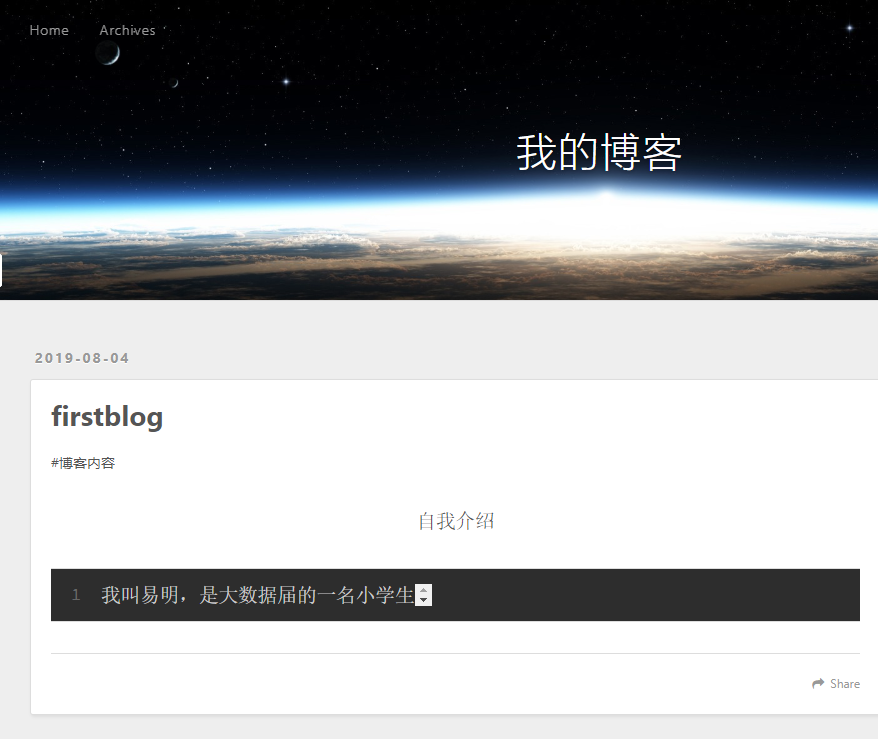 Home Archives
我的博客
2019-08-04
firstblog
#博客内容
自我介绍
1 我叫易明，是大数据届的一名小学生
Share